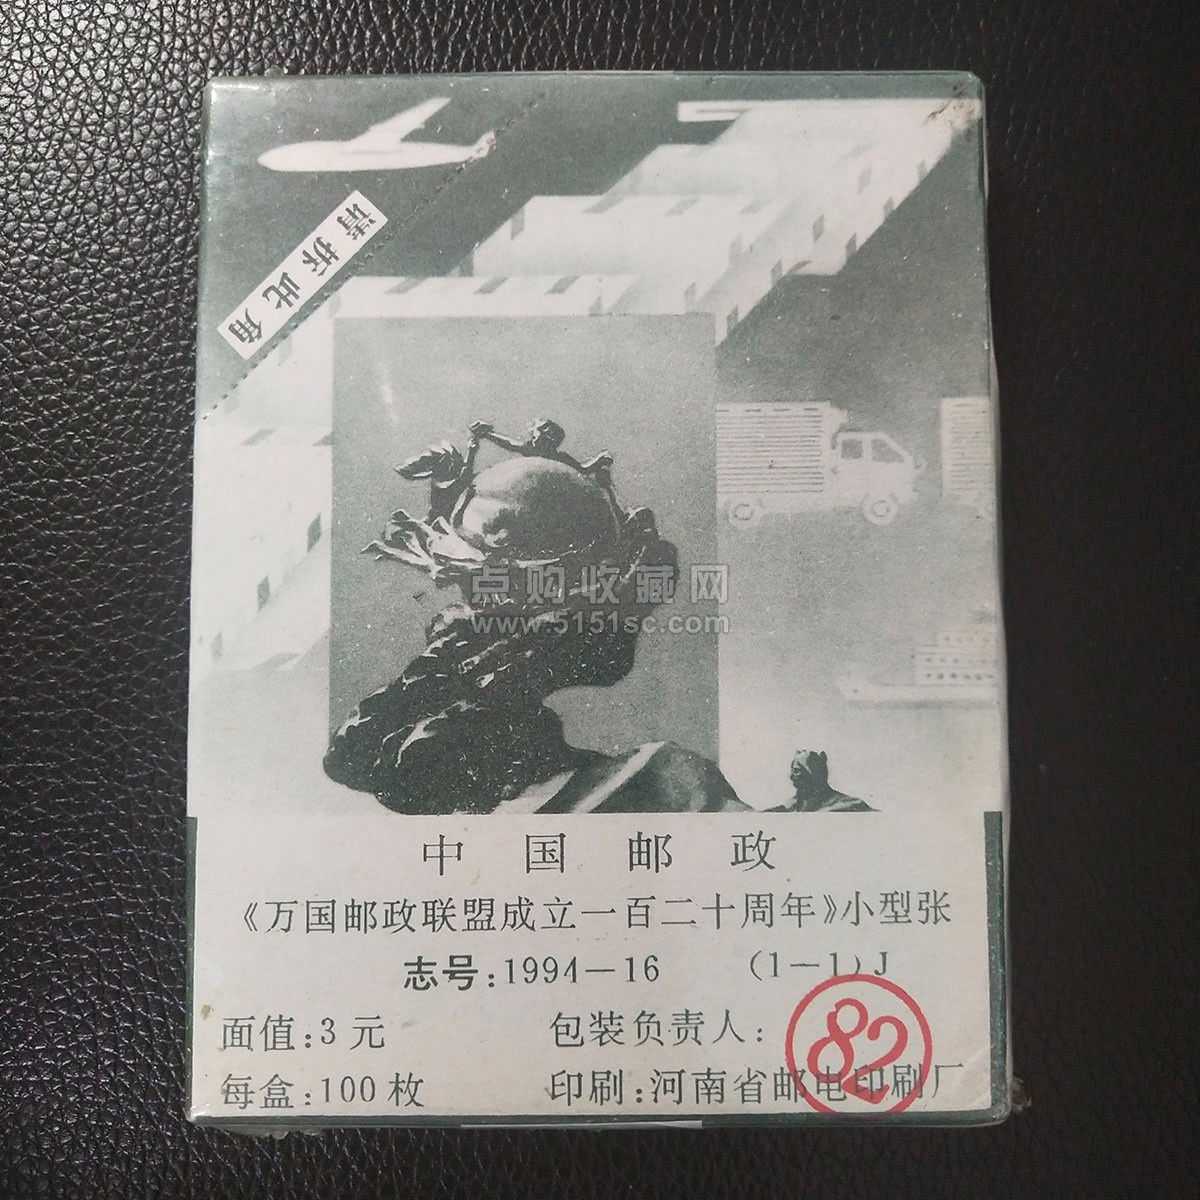 请拆此角
点购收藏网
www.5151sc.com
中国邮政
《万国邮政联盟成立一百二十周年》小型张
志号:1994-16 (1-1)J
面值:3元 包装负责人:
82
每盒:100枚 印刷:河南省邮电印刷厂